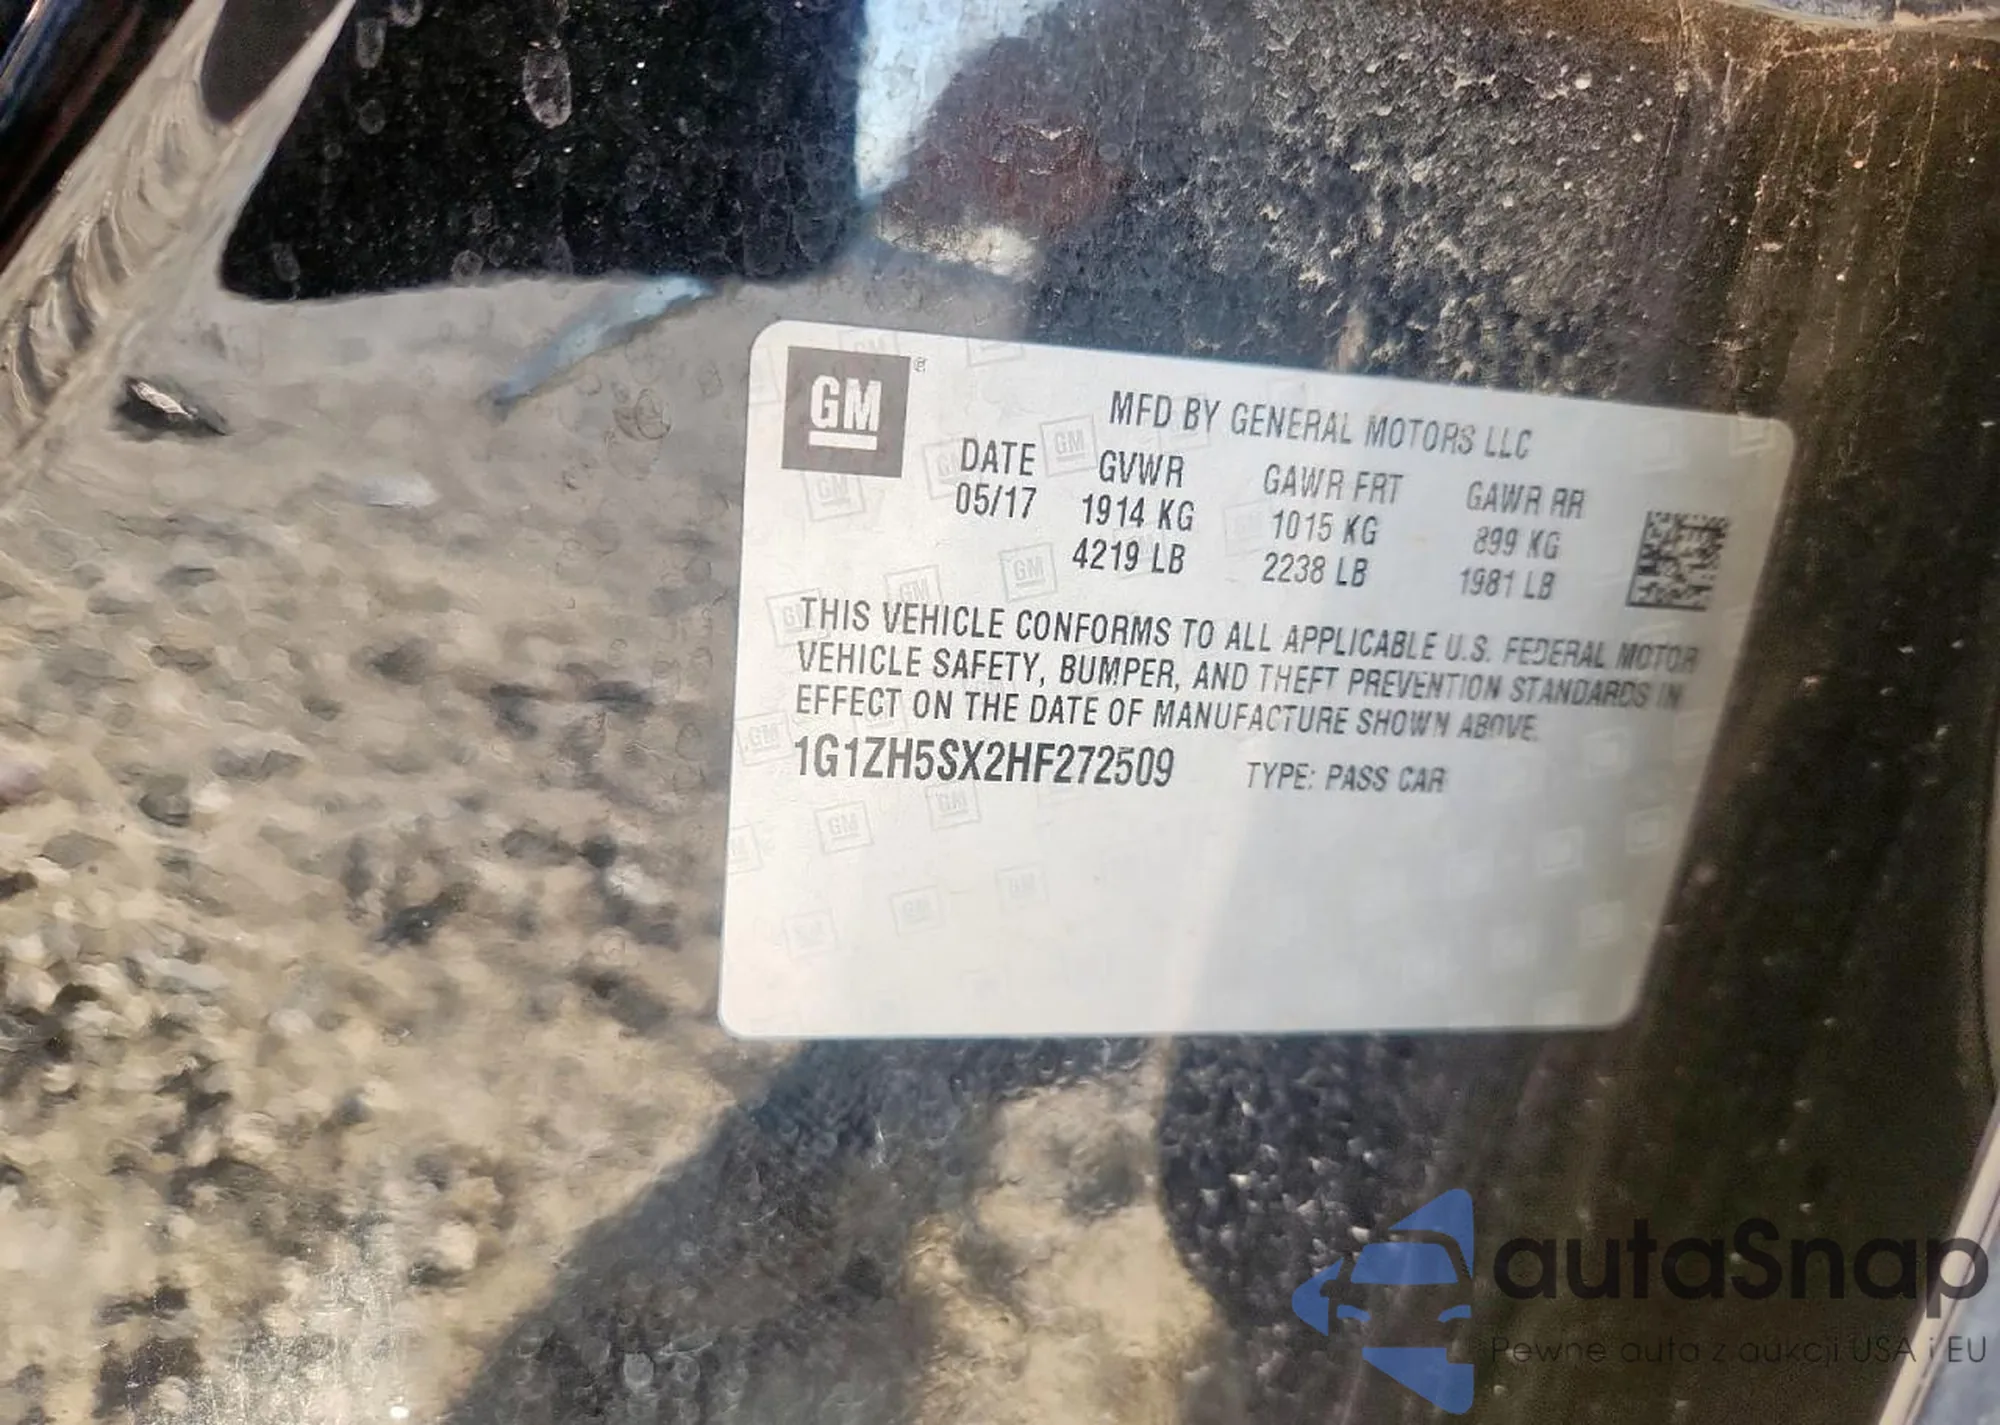 GM
MFD BY GENERAL MOTORS LLC
DATE GVWR GAWR FRT GAWR RR
05/17 1914 KG 1015 KG 899 KG
4219 LB 2238 LB 1981 LB
THIS VEHICLE CONFORMS TO ALL APPLICABLE U.S. FEDERAL MOTOR
VEHICLE SAFETY, BUMPER, AND THEFT PREVENTION STANDARDS IN
EFFECT ON THE DATE OF MANUFACTURE SHOWN ABOVE.
1G1ZH5SX2HF272509 TYPE: PASS CAR
autaSnap
Pewne auta z aukcji USA i EU